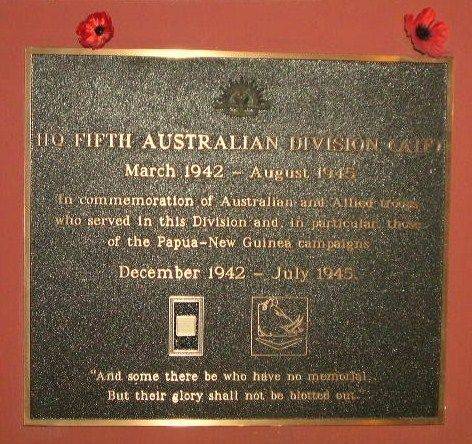 HQ FIFTH AUSTRALIAN DIVISION (AIF)
March 1942 - August 1945
In commemoration of Australian and Allied troops
who served in this Division and, in particular, those
of the Papua-New Guinea campaigns
December 1942 - July 1945.
"And some there be who have no memorial...
But their glory shall not be blotted out."